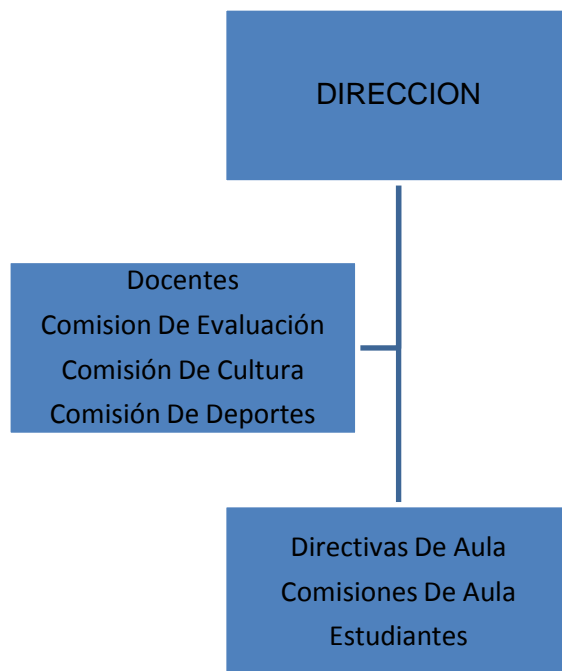 DIRECCION
Docentes
Comision De Evaluación
Comisión De Cultura
Comisión De Deportes
Directivas De Aula
Comisiones De Aula
Estudiantes